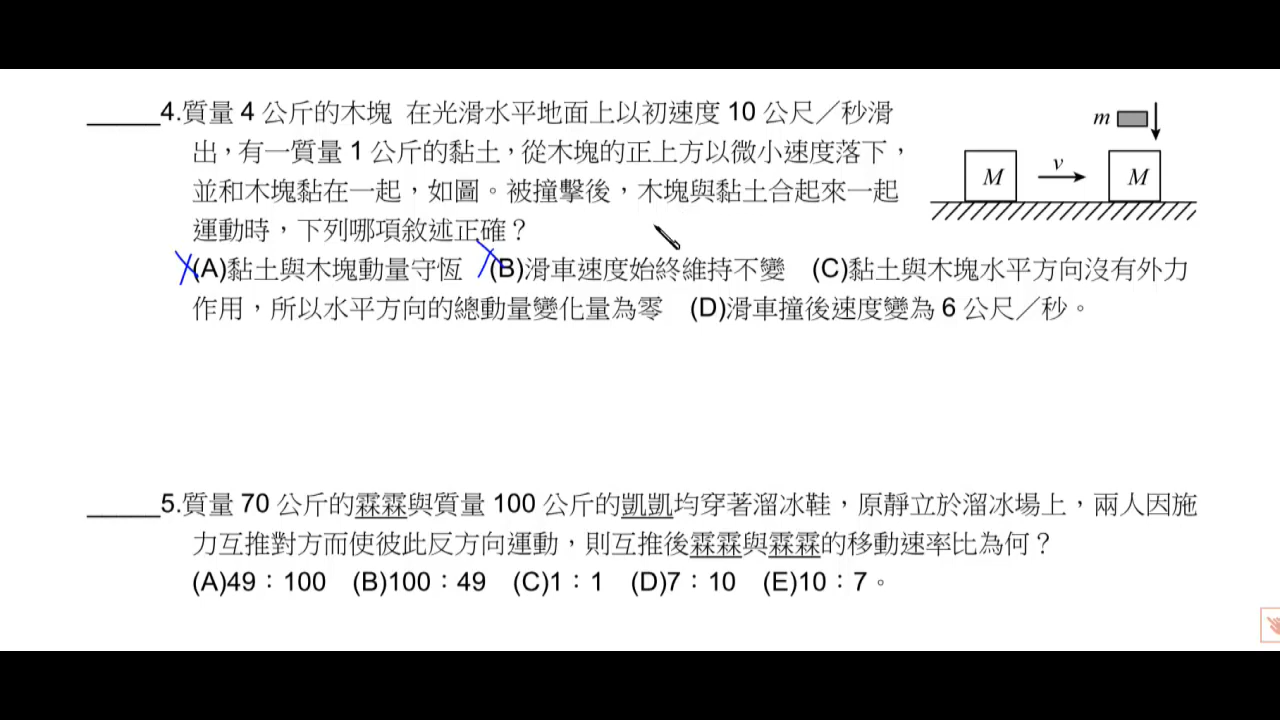 _____4.質量 4 公斤的木塊 在光滑水平地面上以初速度 10 公尺／秒滑
出，有一質量 1 公斤的黏土，從木塊的正上方以微小速度落下，
並和木塊黏在一起，如圖。被撞擊後，木塊與黏土合起來一起
運動時，下列哪項敘述正確？
(A)黏土與木塊動量守恆 (B)滑車速度始終維持不變 (C)黏土與木塊水平方向沒有外力
作用，所以水平方向的總動量變化量為零 (D)滑車撞後速度變為 6 公尺／秒。
m
M
v
M
_____5.質量 70 公斤的霖霖與質量 100 公斤的凱凱均穿著溜冰鞋，原靜立於溜冰場上，兩人因施
力互推對方而使彼此反方向運動，則互推後霖霖與霖霖的移動速率比為何？
(A)49：100 (B)100：49 (C)1：1 (D)7：10 (E)10：7。